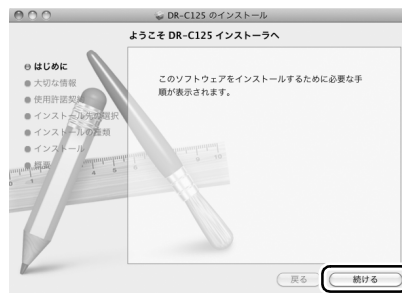 DR-C125 のインストール
ようこそ DR-C125 インストーラへ
はじめに
大切な情報
使用許諾契約
インストール先の選択
インストールの種類
インストール
概要
このソフトウェアをインストールするために必要な手
順が表示されます。
戻る
続ける